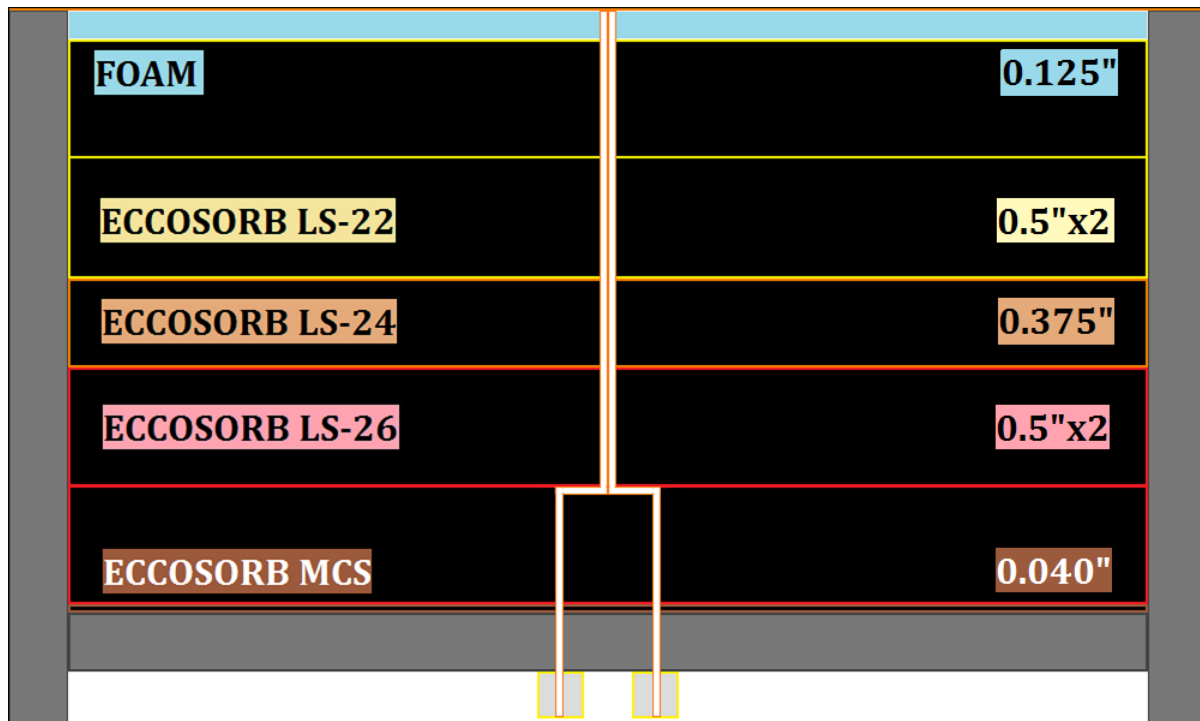 FOAM 0.125"
ECCOSORB LS-22 0.5"x2
ECCOSORB LS-24 0.375"
ECCOSORB LS-26 0.5"x2
ECCOSORB MCS 0.040"